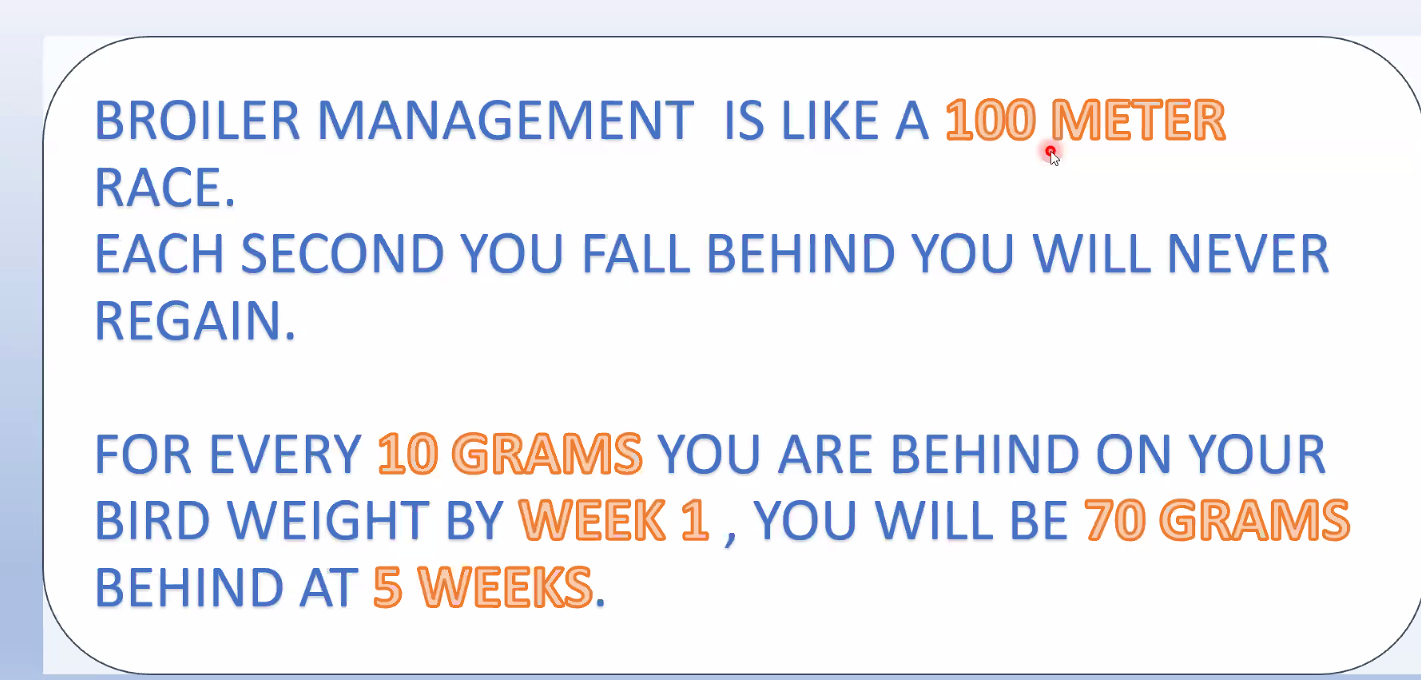 BROILER MANAGEMENT  IS LIKE A 100 METER
RACE.
EACH SECOND YOU FALL BEHIND YOU WILL NEVER
REGAIN.
FOR EVERY 10 GRAMS YOU ARE BEHIND ON YOUR
BIRD WEIGHT BY WEEK 1 , YOU WILL BE 70 GRAMS
BEHIND AT 5 WEEKS.